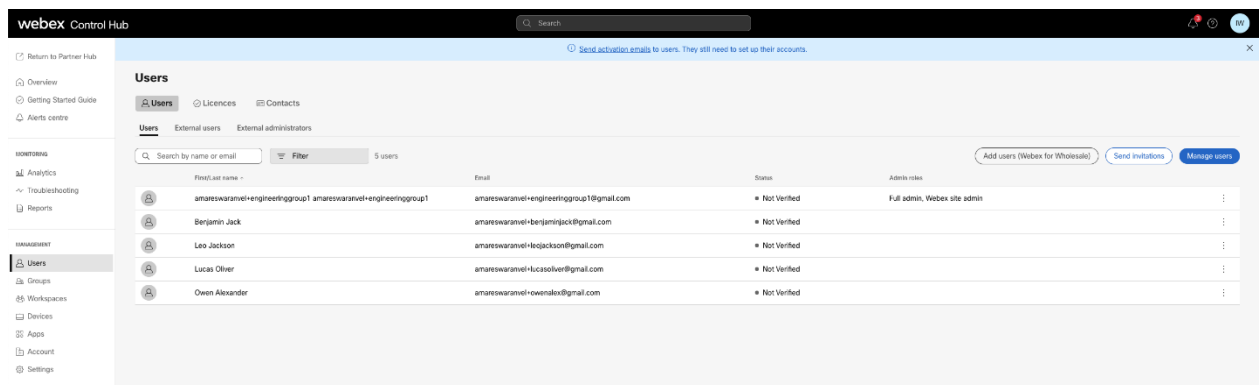 webex Control Hub
Search
3
IW
Return to Partner Hub
Send activation emails to users. They still need to set up their accounts.
Overview
Getting Started Guide
Alerts centre
MONITORING
Analytics
Troubleshooting
Reports
MANAGEMENT
Users
Groups
Workspaces
Devices
Apps
Account
Settings
Users
Users Licences Contacts
Users External users External administrators
Search by name or email Filter 5 users Add users (Webex for Wholesale) Send invitations Manage users
First/Last name Email Status Admin roles
amareswaranvel+engineeringgroup1 amareswaranvel+engineeringgroup1 amareswaranvel+engineeringgroup1@gmail.com Not Verified Full admin, Webex site admin
Benjamin Jack amareswaranvel+benjaminjack@gmail.com Not Verified
Leo Jackson amareswaranvel+leojackson@gmail.com Not Verified
Lucas Oliver amareswaranvel+lucasoliver@gmail.com Not Verified
Owen Alexander amareswaranvel+owenalex@gmail.com Not Verified